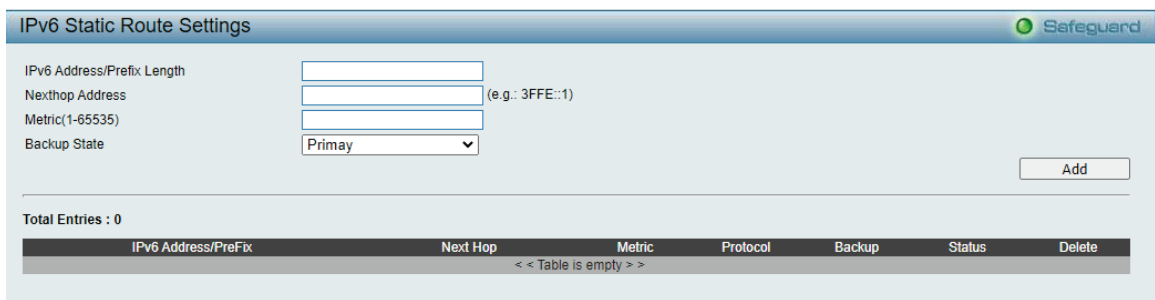 IPv6 Static Route Settings
Safeguard
IPv6 Address/Prefix Length
Nexthop Address (e.g.: 3FFE::1)
Metric(1-65535)
Backup State Primay
Add
Total Entries : 0
IPv6 Address/PreFix Next Hop Metric Protocol Backup Status Delete
< < Table is empty > >